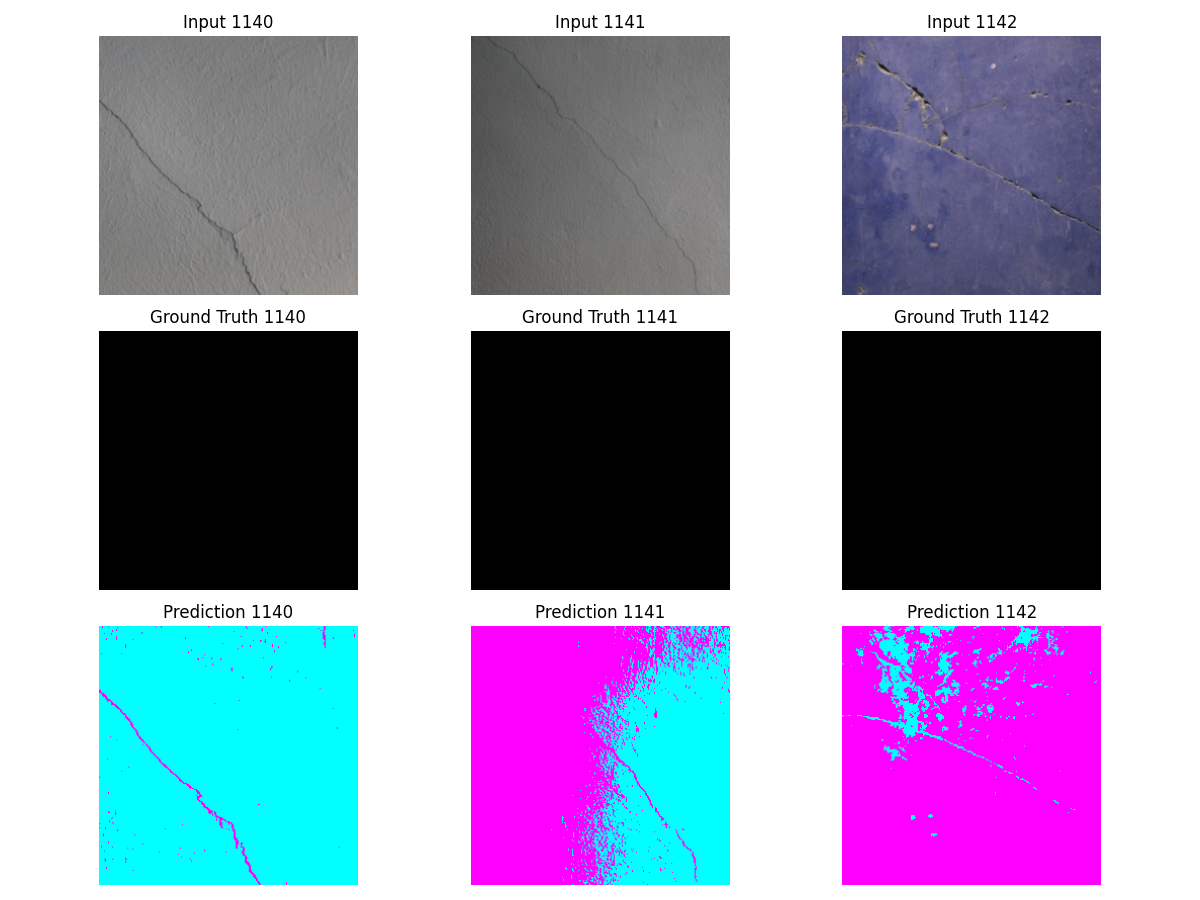 Input 1140
Input 1141
Input 1142
Ground Truth 1140
Ground Truth 1141
Ground Truth 1142
Prediction 1140
Prediction 1141
Prediction 1142